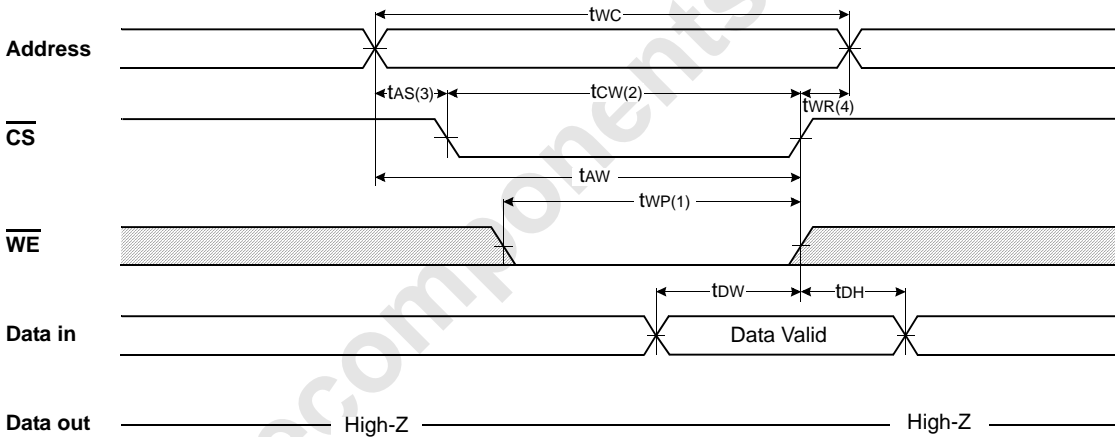 tWC
Address
tAS(3) tCW(2) tWR(4)
CS
tAW
tWP(1)
WE
tDW tDH
Data in Data Valid
Data out High-Z High-Z
components